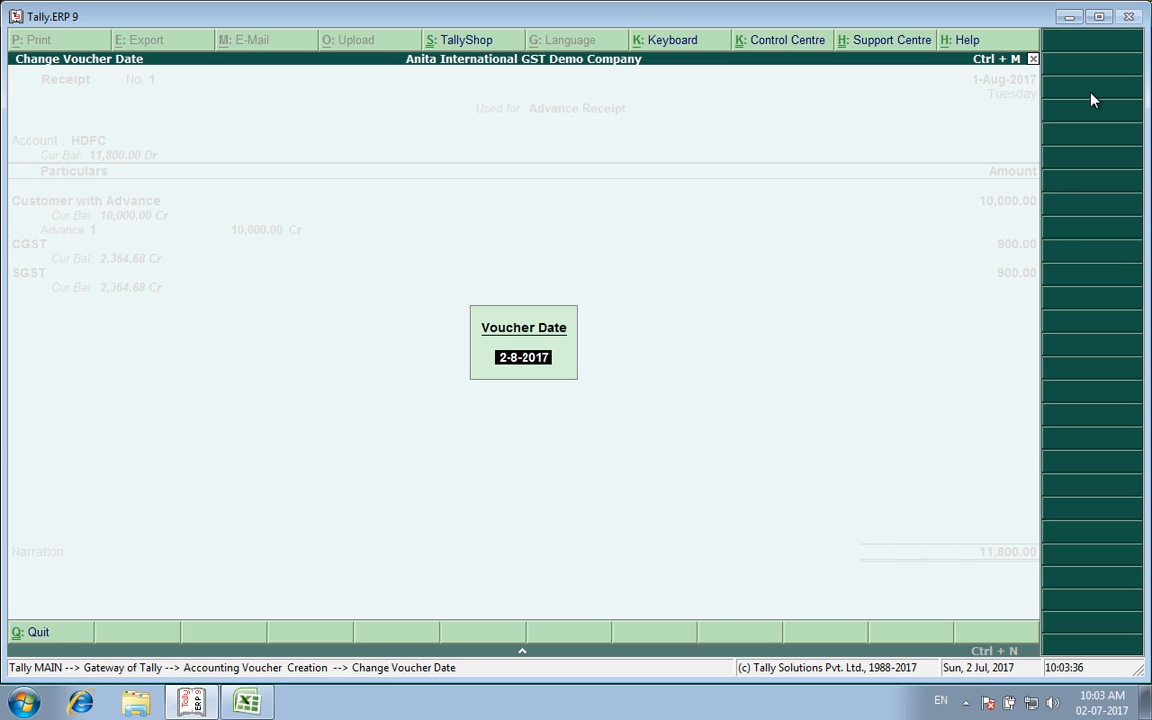 Tally.ERP 9
P: Print E: Export M: E-Mail O: Upload S: TallyShop G: Language K: Keyboard K: Control Centre H: Support Centre H: Help
Change Voucher Date Anita International GST Demo Company Ctrl + M
Receipt No. 1 1-Aug-2017
Tuesday
Used for: Advance Receipt
Account : HDFC
Cur Bal: 11,800.00 Dr
Particulars Amount
Customer with Advance 10,000.00
Cur Bal: 10,000.00 Cr
Advance 1 10,000.00 Cr
CGST 900.00
Cur Bal: 2,364.68 Cr
SGST 900.00
Cur Bal: 2,364.68 Cr
Voucher Date
2-8-2017
Narration 11,800.00
Q: Quit
Ctrl + N
Tally MAIN --> Gateway of Tally --> Accounting Voucher Creation --> Change Voucher Date (c) Tally Solutions Pvt. Ltd., 1988-2017 Sun, 2 Jul, 2017 10:03:36
Tally ERP 9 EN 10:03 AM
02-07-2017